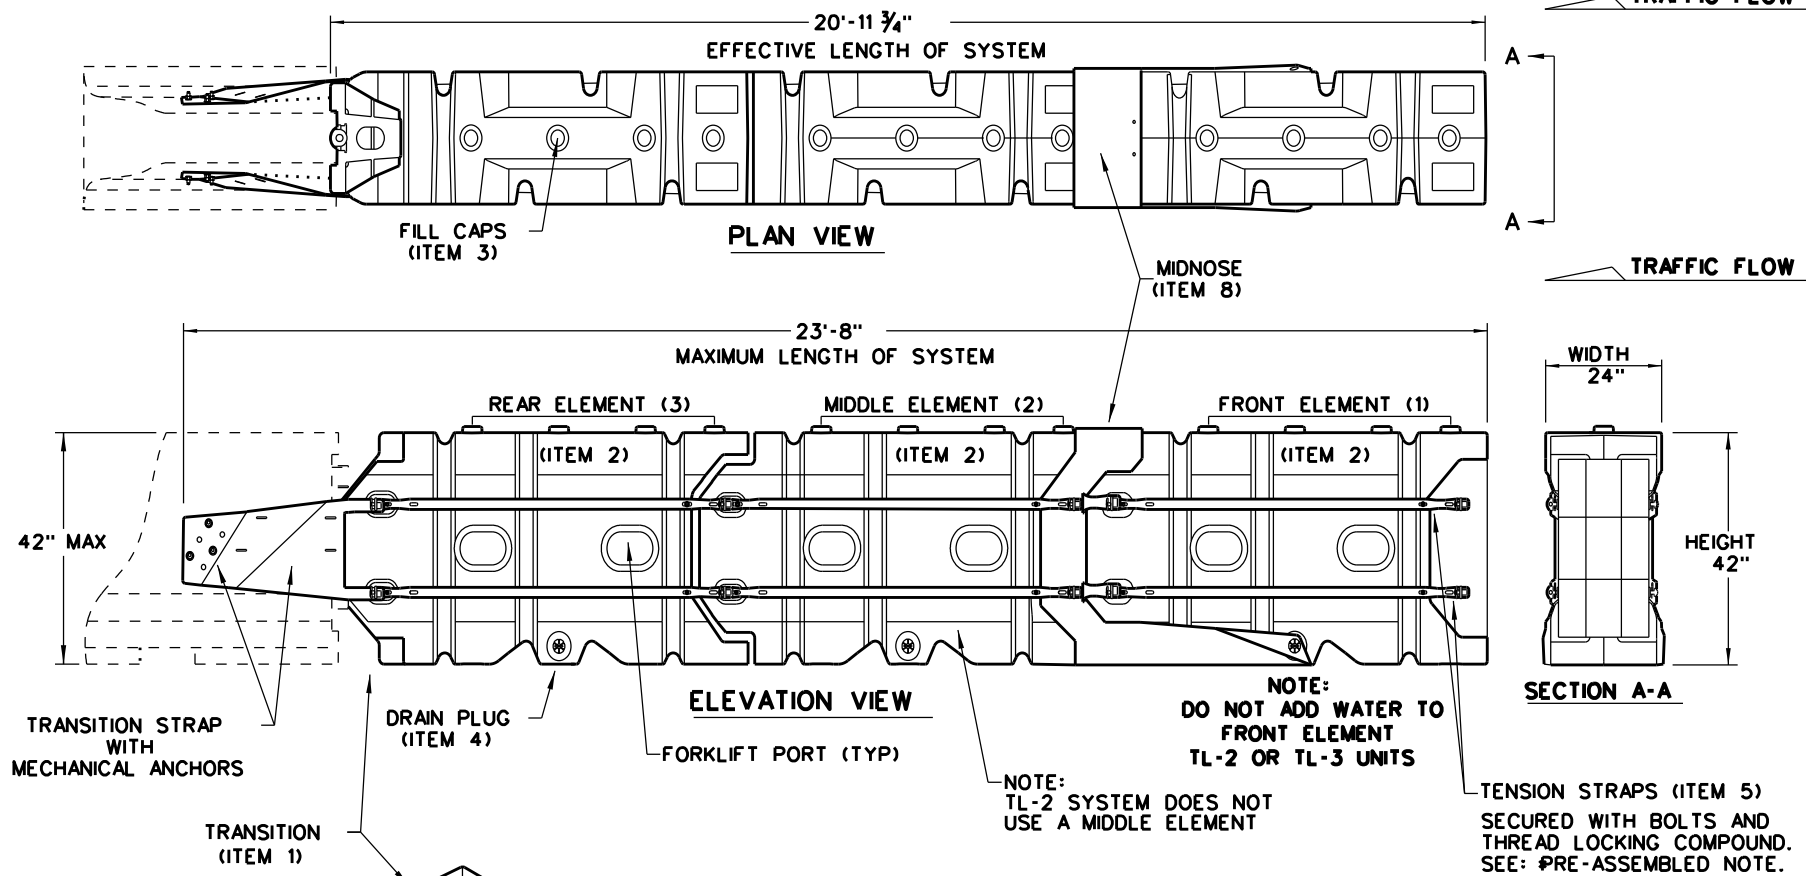 TRAFFIC FLOW
20'-11 3/4"
EFFECTIVE LENGTH OF SYSTEM
A
A
FILL CAPS
(ITEM 3)
PLAN VIEW
MIDNOSE
(ITEM 8)
TRAFFIC FLOW
23'-8"
MAXIMUM LENGTH OF SYSTEM
WIDTH
24"
REAR ELEMENT (3)
MIDDLE ELEMENT (2)
FRONT ELEMENT (1)
(ITEM 2)
(ITEM 2)
(ITEM 2)
42" MAX
HEIGHT
42"
SECTION A-A
ELEVATION VIEW
NOTE:
DO NOT ADD WATER TO
FRONT ELEMENT
TL-2 OR TL-3 UNITS
TRANSITION STRAP
WITH
MECHANICAL ANCHORS
DRAIN PLUG
(ITEM 4)
FORKLIFT PORT (TYP)
NOTE:
TL-2 SYSTEM DOES NOT
USE A MIDDLE ELEMENT
TENSION STRAPS (ITEM 5)
SECURED WITH BOLTS AND
THREAD LOCKING COMPOUND.
SEE: *PRE-ASSEMBLED NOTE.
TRANSITION
(ITEM 1)